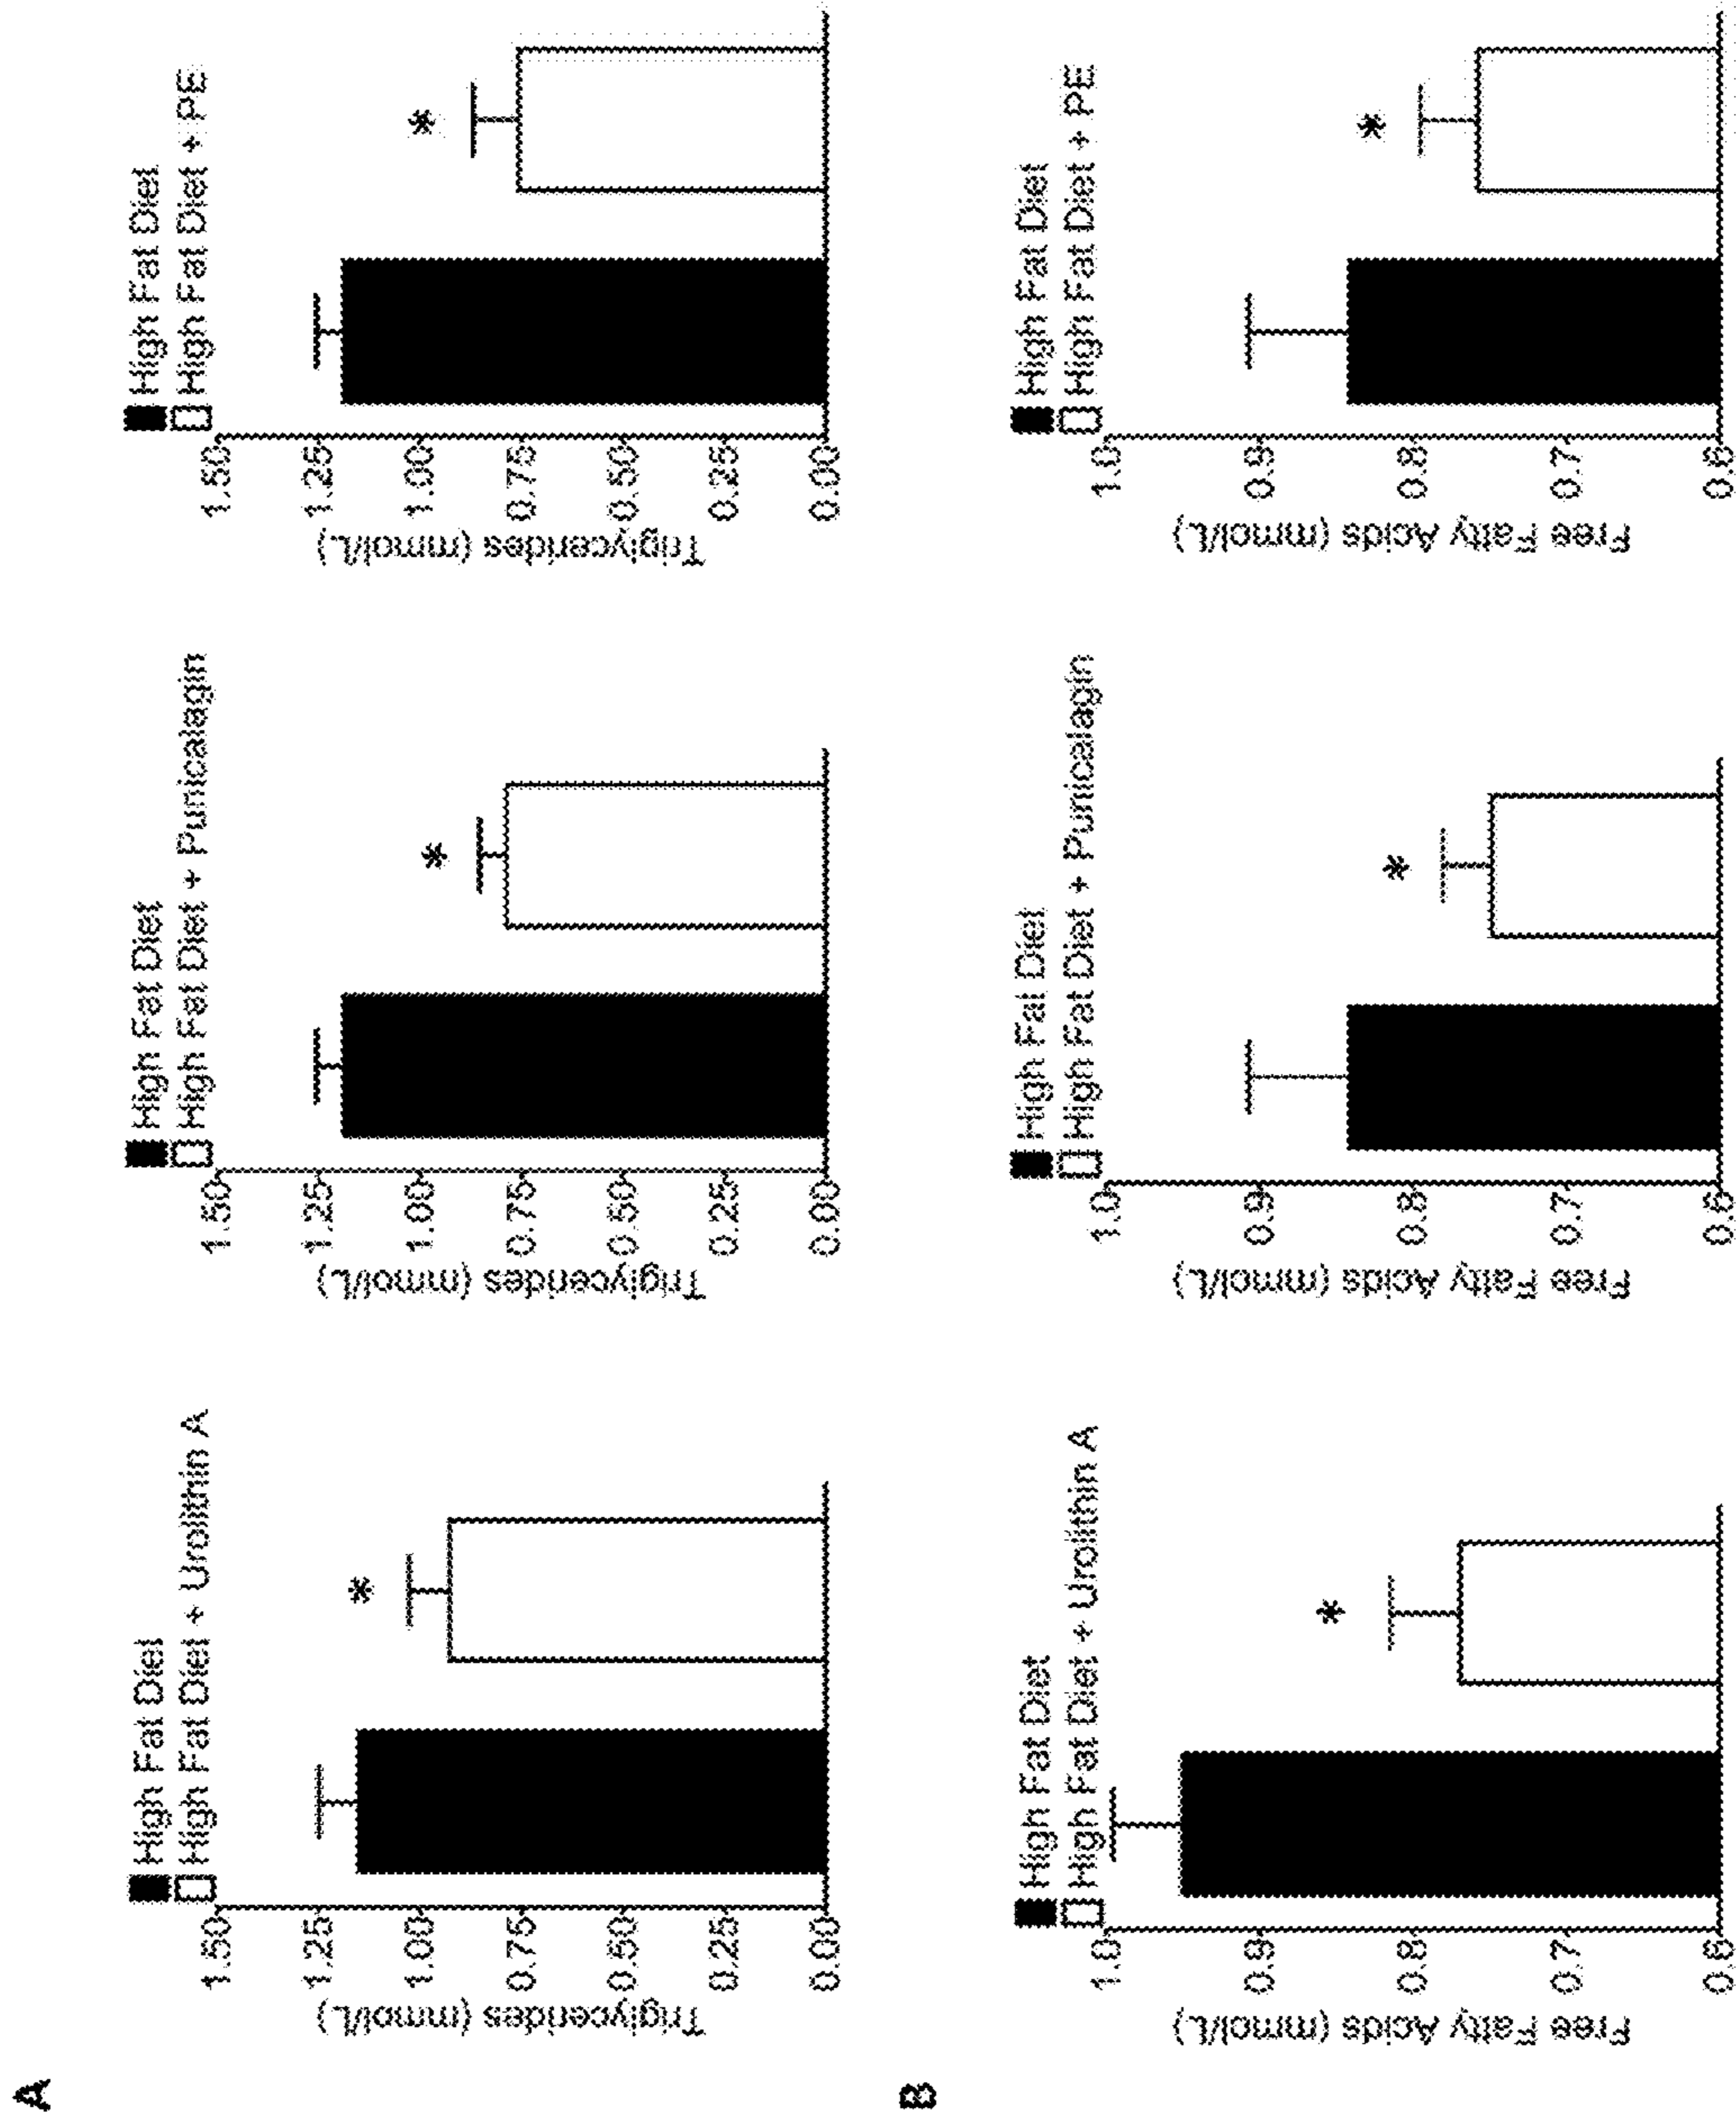 A
High Fat Diet
High Fat Diet + Urolithin A
Triglycerides (mmol/L)
1.50
1.25
1.00
0.75
0.50
0.25
0.00
*
High Fat Diet
High Fat Diet + Punicalagin
Triglycerides (mmol/L)
1.50
1.25
1.00
0.75
0.50
0.25
0.00
*
High Fat Diet
High Fat Diet + PE
Triglycerides (mmol/L)
1.50
1.25
1.00
0.75
0.50
0.25
0.00
*
B
High Fat Diet
High Fat Diet + Urolithin A
Free Fatty Acids (mmol/L)
1.0
0.9
0.8
0.7
0.6
*
High Fat Diet
High Fat Diet + Punicalagin
Free Fatty Acids (mmol/L)
1.0
0.9
0.8
0.7
0.6
*
High Fat Diet
High Fat Diet + PE
Free Fatty Acids (mmol/L)
1.0
0.9
0.8
0.7
0.6
*